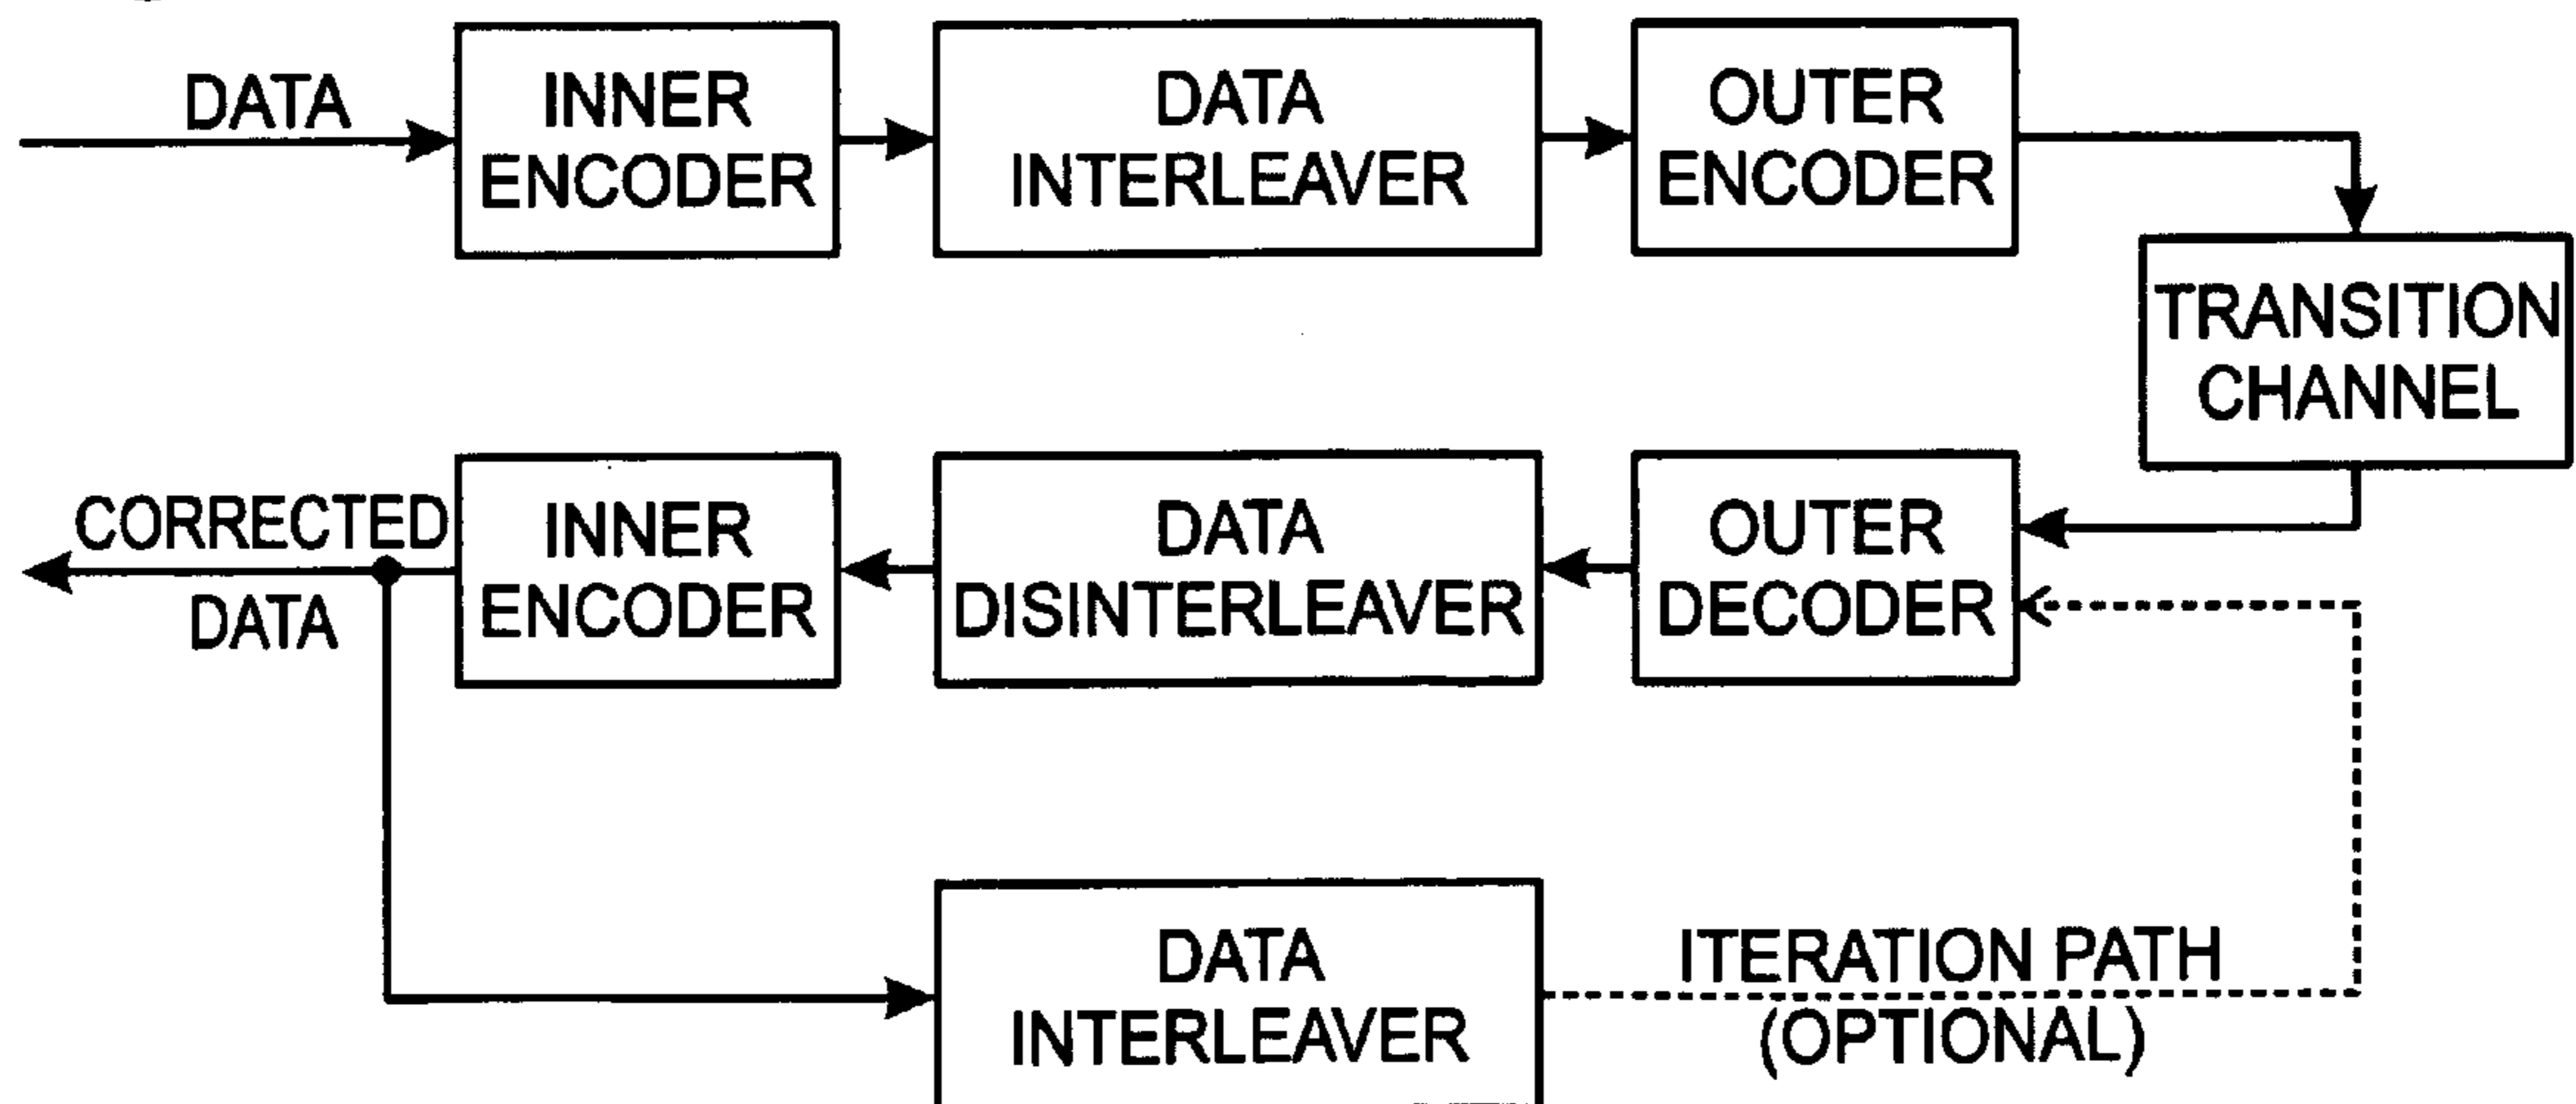 DATA
INNER
ENCODER
DATA
INTERLEAVER
OUTER
ENCODER
TRANSITION
CHANNEL
CORRECTED
DATA
INNER
ENCODER
DATA
DISINTERLEAVER
OUTER
DECODER
DATA
INTERLEAVER
ITERATION PATH
(OPTIONAL)